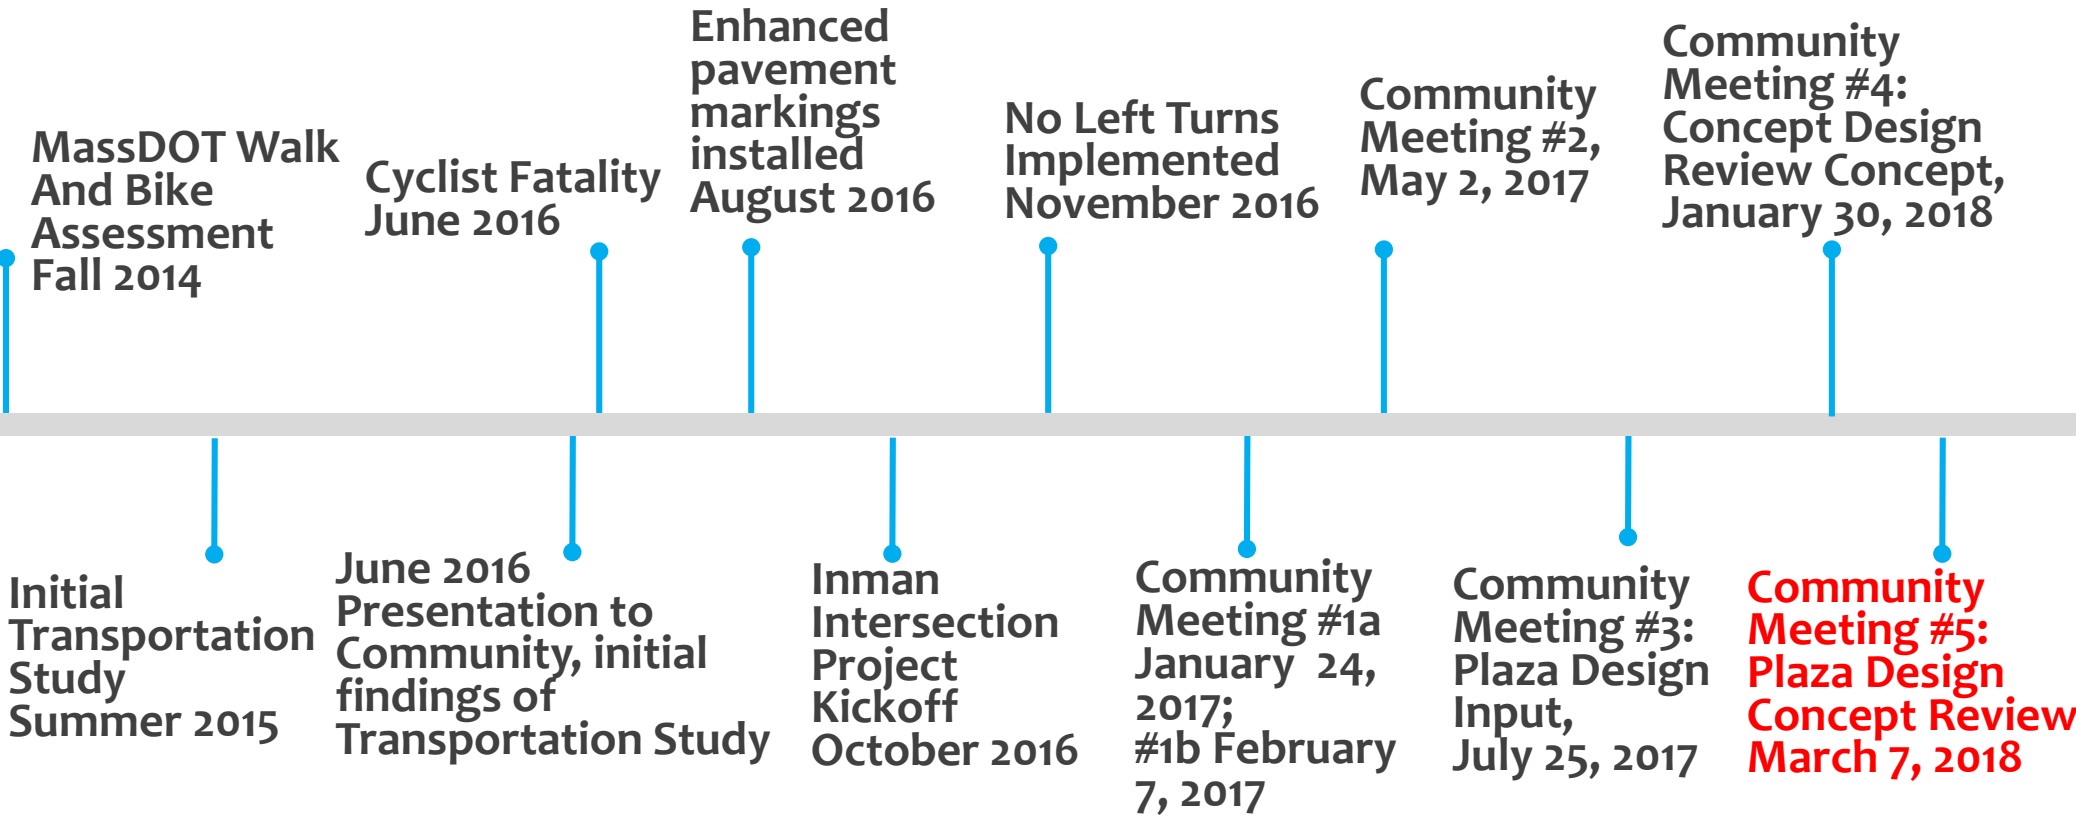 MassDOT Walk
And Bike
Assessment
Fall 2014
Cyclist Fatality
June 2016
Enhanced
pavement
markings
installed
August 2016
No Left Turns
Implemented
November 2016
Community
Meeting #2,
May 2, 2017
Community
Meeting #4:
Concept Design
Review Concept,
January 30, 2018
Initial
Transportation
Study
Summer 2015
June 2016
Presentation to
Community, initial
findings of
Transportation Study
Inman
Intersection
Project
Kickoff
October 2016
Community
Meeting #1a
January 24,
2017;
#1b February
7, 2017
Community
Meeting #3:
Plaza Design
Input,
July 25, 2017
Community
Meeting #5:
Plaza Design
Concept Review
March 7, 2018